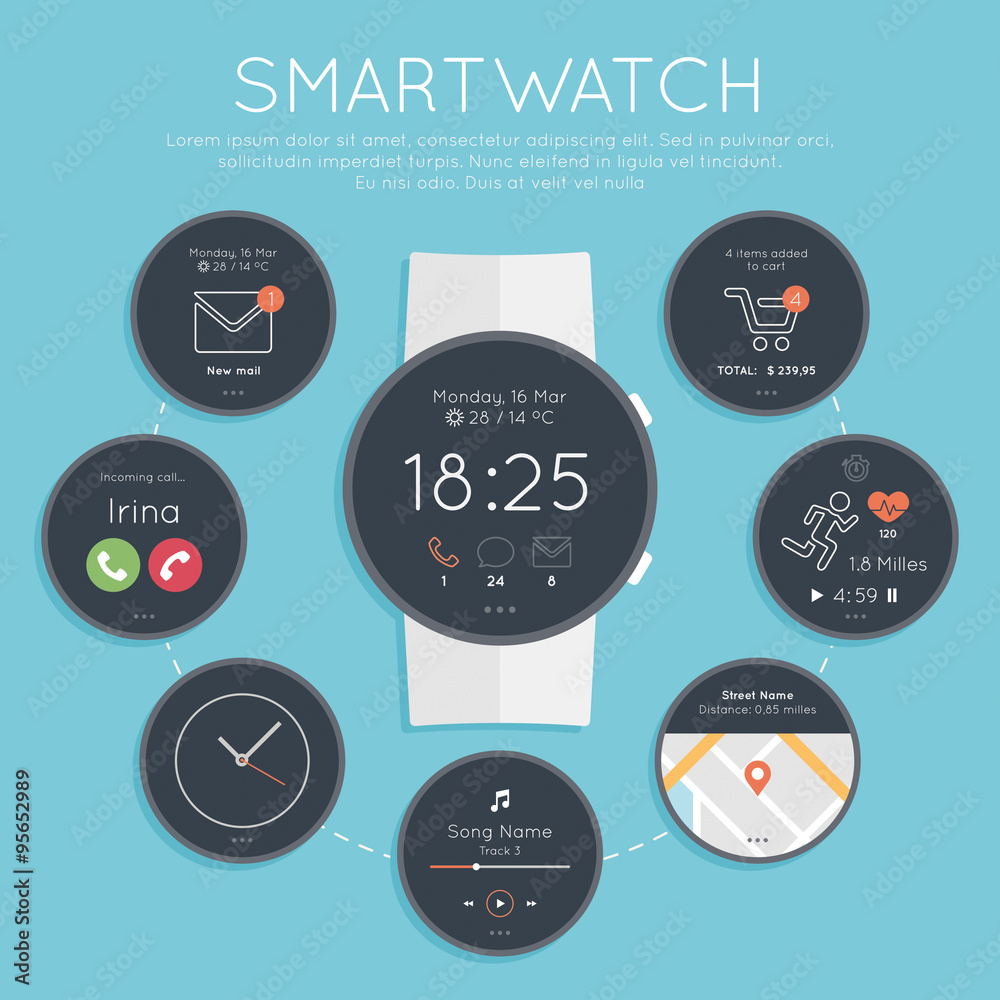 SMARTWATCH
Lorem ipsum dolor sit amet, consectetur adipiscing elit. Sed in pulvinar orci,
sollicitudin imperdiet turpis. Nunc eleifend in ligula vel tincidunt.
Eu nisi odio. Duis at velit vel nulla
Monday, 16 Mar
28 / 14 ºC
1
New mail
4 items added
to cart
4
TOTAL: $ 239,95
Monday, 16 Mar
28 / 14 ºC
18:25
1 24 8
Incoming call...
Irina
120
1.8 Milles
4:59
Street Name
Distance: 0,85 milles
Song Name
Track 3
Adobe Stock | #95652989
Adobe Stock